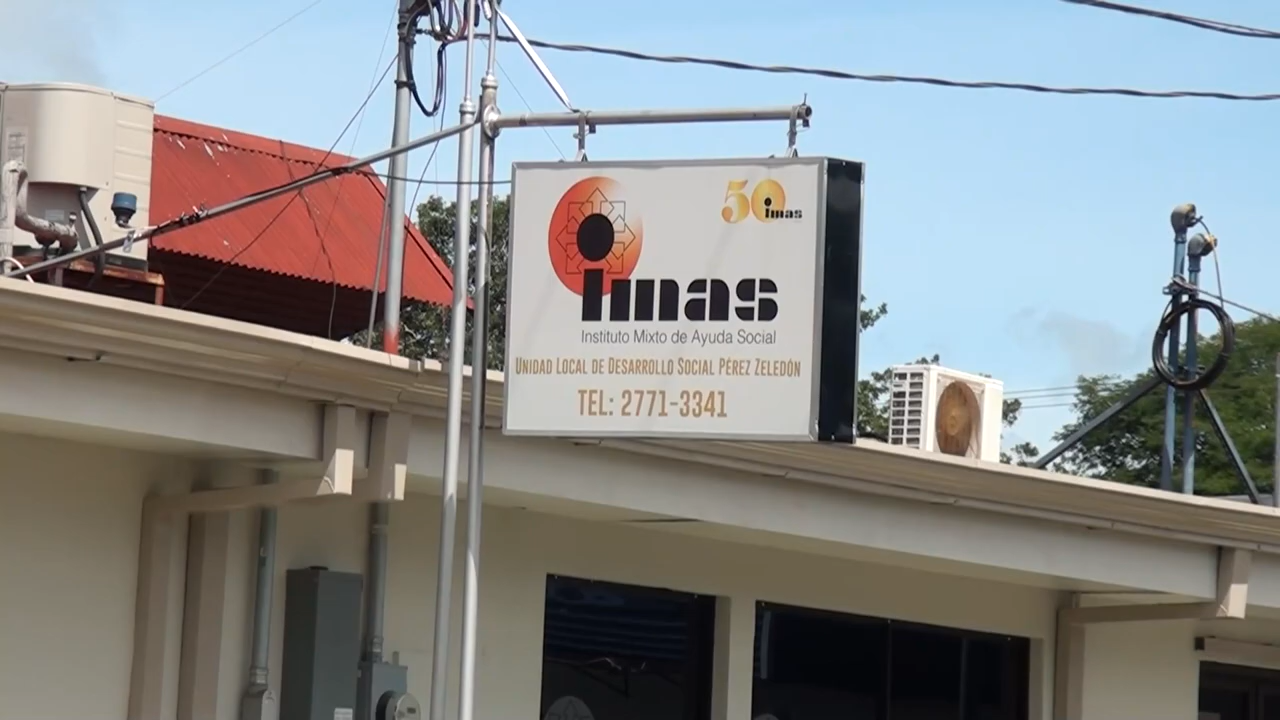 50
imas
imas
Instituto Mixto de Ayuda Social
UNIDAD LOCAL DE DESARROLLO SOCIAL PÉREZ ZELEDÓN
TEL: 2771-3341